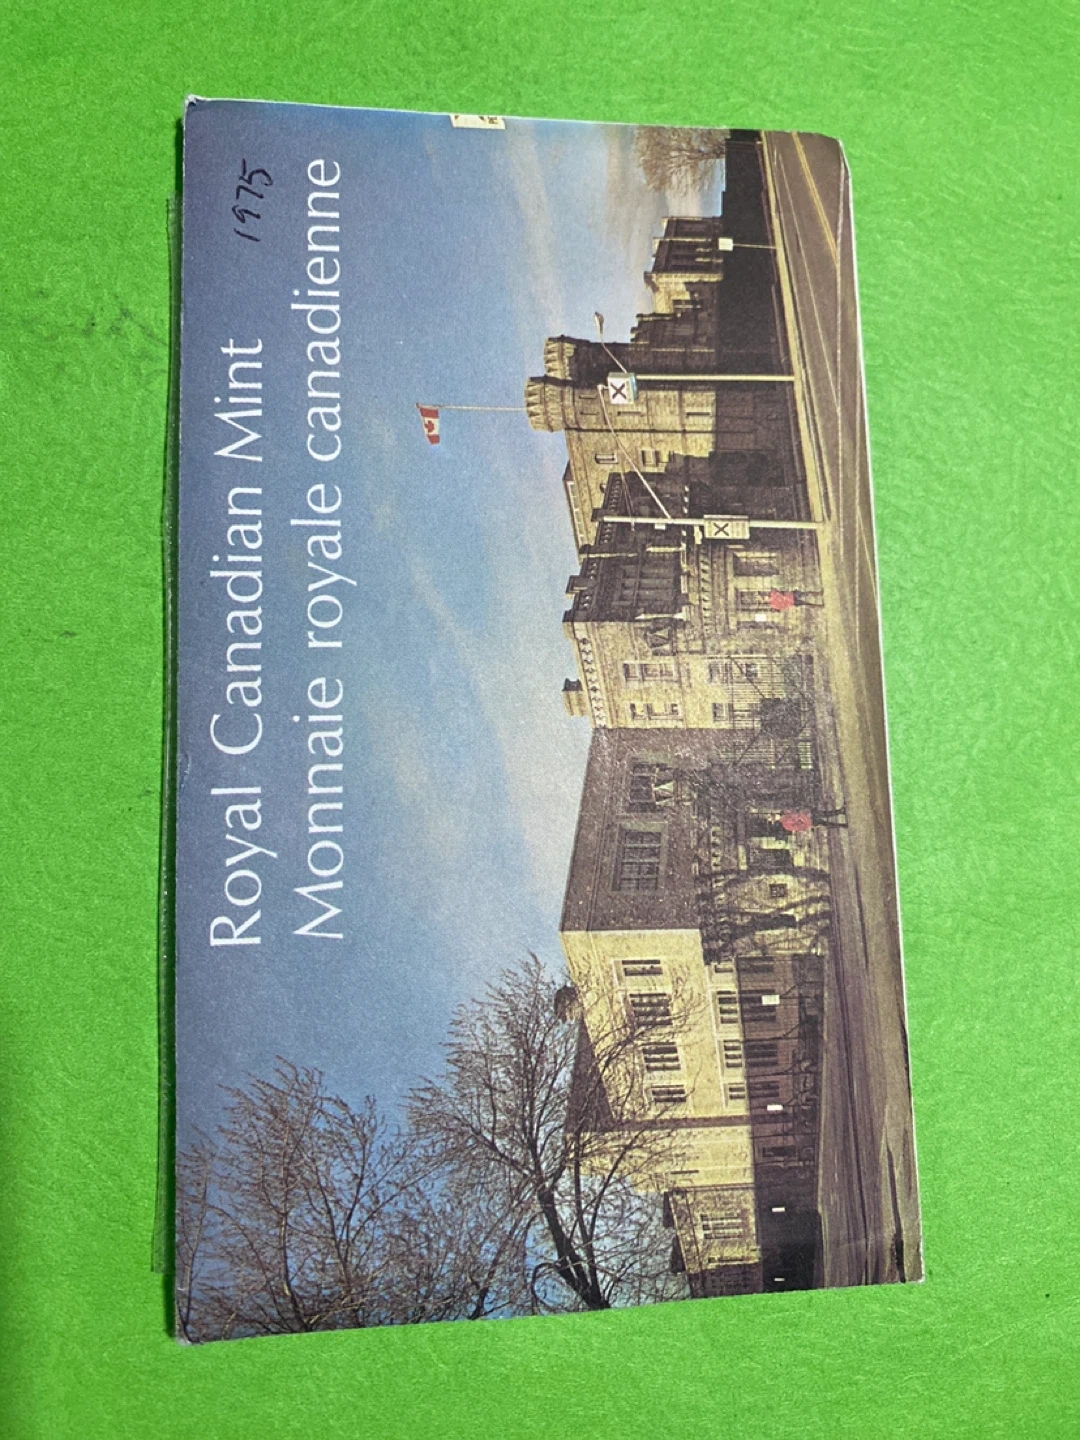 1975
Royal Canadian Mint
Monnaie royale canadienne
X
X